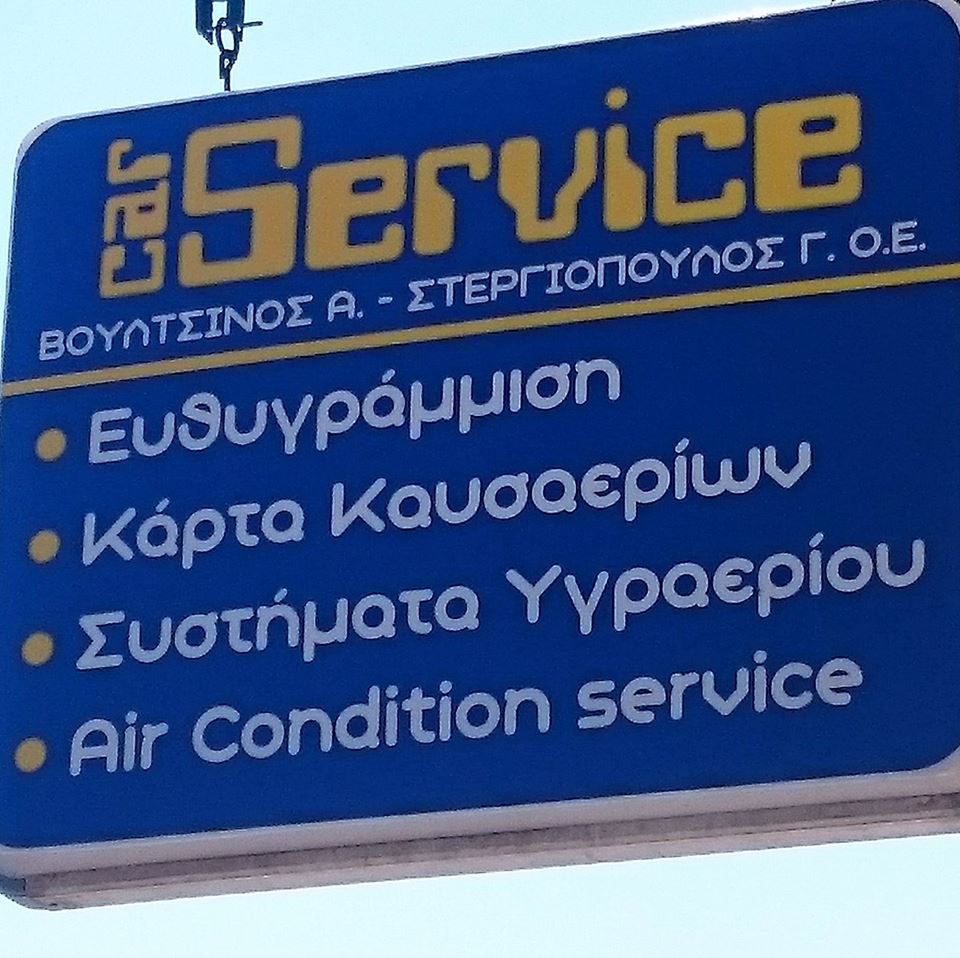 car Service
ΒΟΥΛΤΣΙΝΟΣ Α. - ΣΤΕΡΓΙΟΠΟΥΛΟΣ Γ. Ο.Ε.
• Ευθυγράμμιση
• Κάρτα Καυσαερίων
• Συστήματα Υγραερίου
• Air Condition service